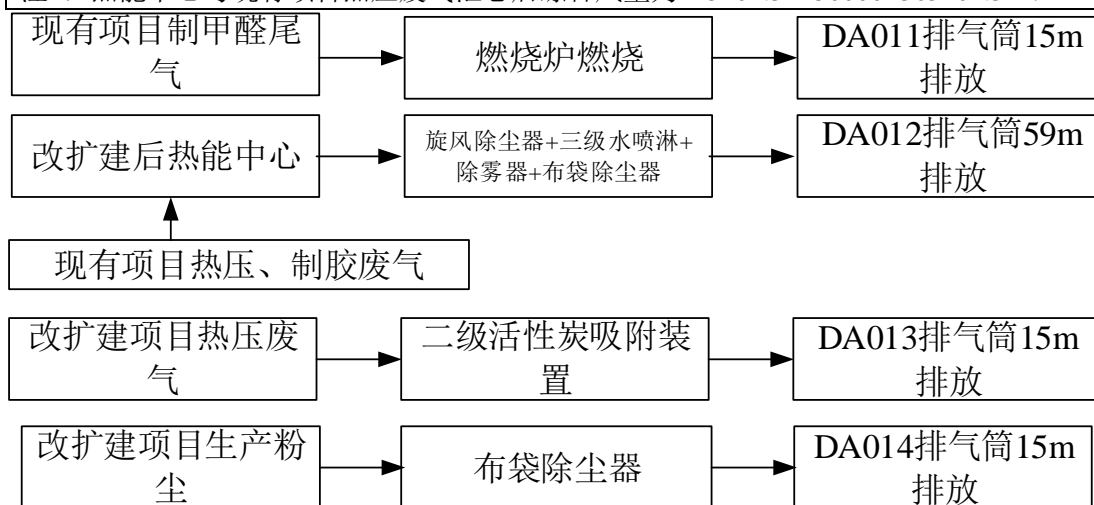 现有项目制甲醛尾
气
燃烧炉燃烧
DA011排气筒15m
排放
改扩建后热能中心
旋风除尘器+三级水喷淋+
除雾器+布袋除尘器
DA012排气筒59m
排放
现有项目热压、制胶废气
改扩建项目热压废
气
二级活性炭吸附装
置
DA013排气筒15m
排放
改扩建项目生产粉
尘
布袋除尘器
DA014排气筒15m
排放